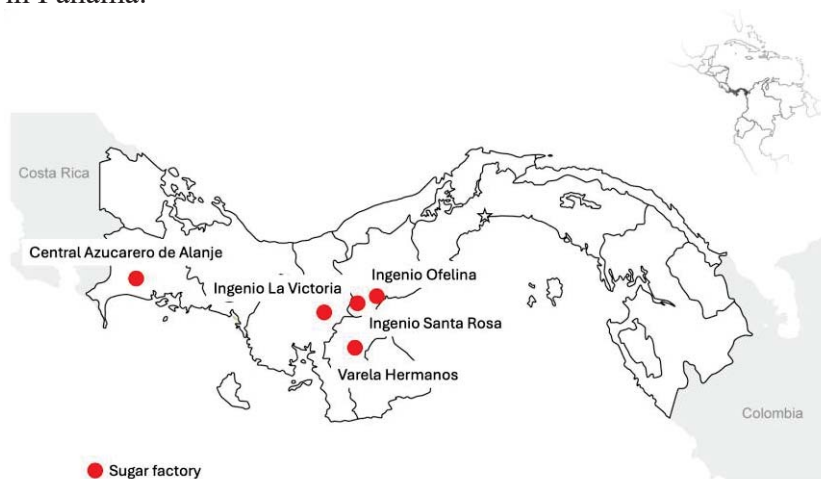 in Panama.
Costa Rica
Central Azucarero de Alanje
Ingenio Ofelina
Ingenio La Victoria
Ingenio Santa Rosa
Varela Hermanos
Colombia
Sugar factory